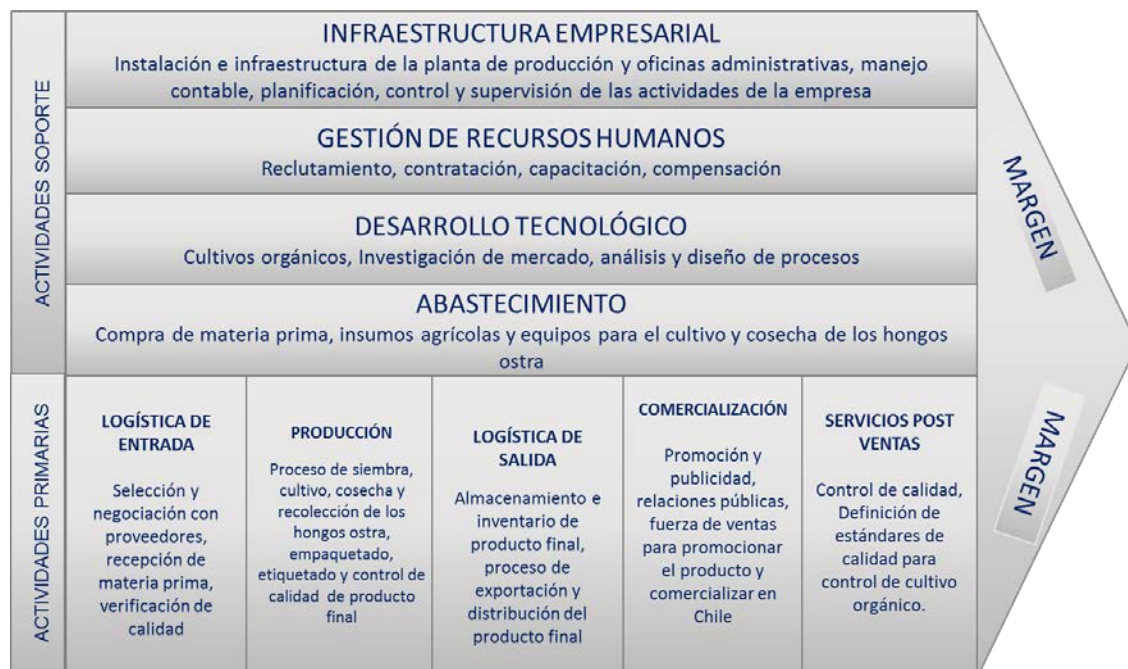 ACTIVIDADES SOPORTE
INFRAESTRUCTURA EMPRESARIAL
Instalación e infraestructura de la planta de producción y oficinas administrativas, manejo
contable, planificación, control y supervisión de las actividades de la empresa
GESTIÓN DE RECURSOS HUMANOS
Reclutamiento, contratación, capacitación, compensación
DESARROLLO TECNOLÓGICO
Cultivos orgánicos, Investigación de mercado, análisis y diseño de procesos
ABASTECIMIENTO
Compra de materia prima, insumos agrícolas y equipos para el cultivo y cosecha de los hongos
ostra
MARGEN
ACTIVIDADES PRIMARIAS
LOGÍSTICA DE
ENTRADA
Selección y
negociación con
proveedores,
recepción de
materia prima,
verificación de
calidad
PRODUCCIÓN
Proceso de siembra,
cultivo, cosecha y
recolección de los
hongos ostra,
empaquetado,
etiquetado y control de
calidad de producto
final
LOGÍSTICA DE
SALIDA
Almacenamiento e
inventario de
producto final,
proceso de
exportación y
distribución del
producto final
COMERCIALIZACIÓN
Promoción y
publicidad,
relaciones públicas,
fuerza de ventas
para promocionar
el producto y
comercializar en
Chile
SERVICIOS POST
VENTAS
Control de calidad,
Definición de
estándares de
calidad para
control de cultivo
orgánico.
MARGEN